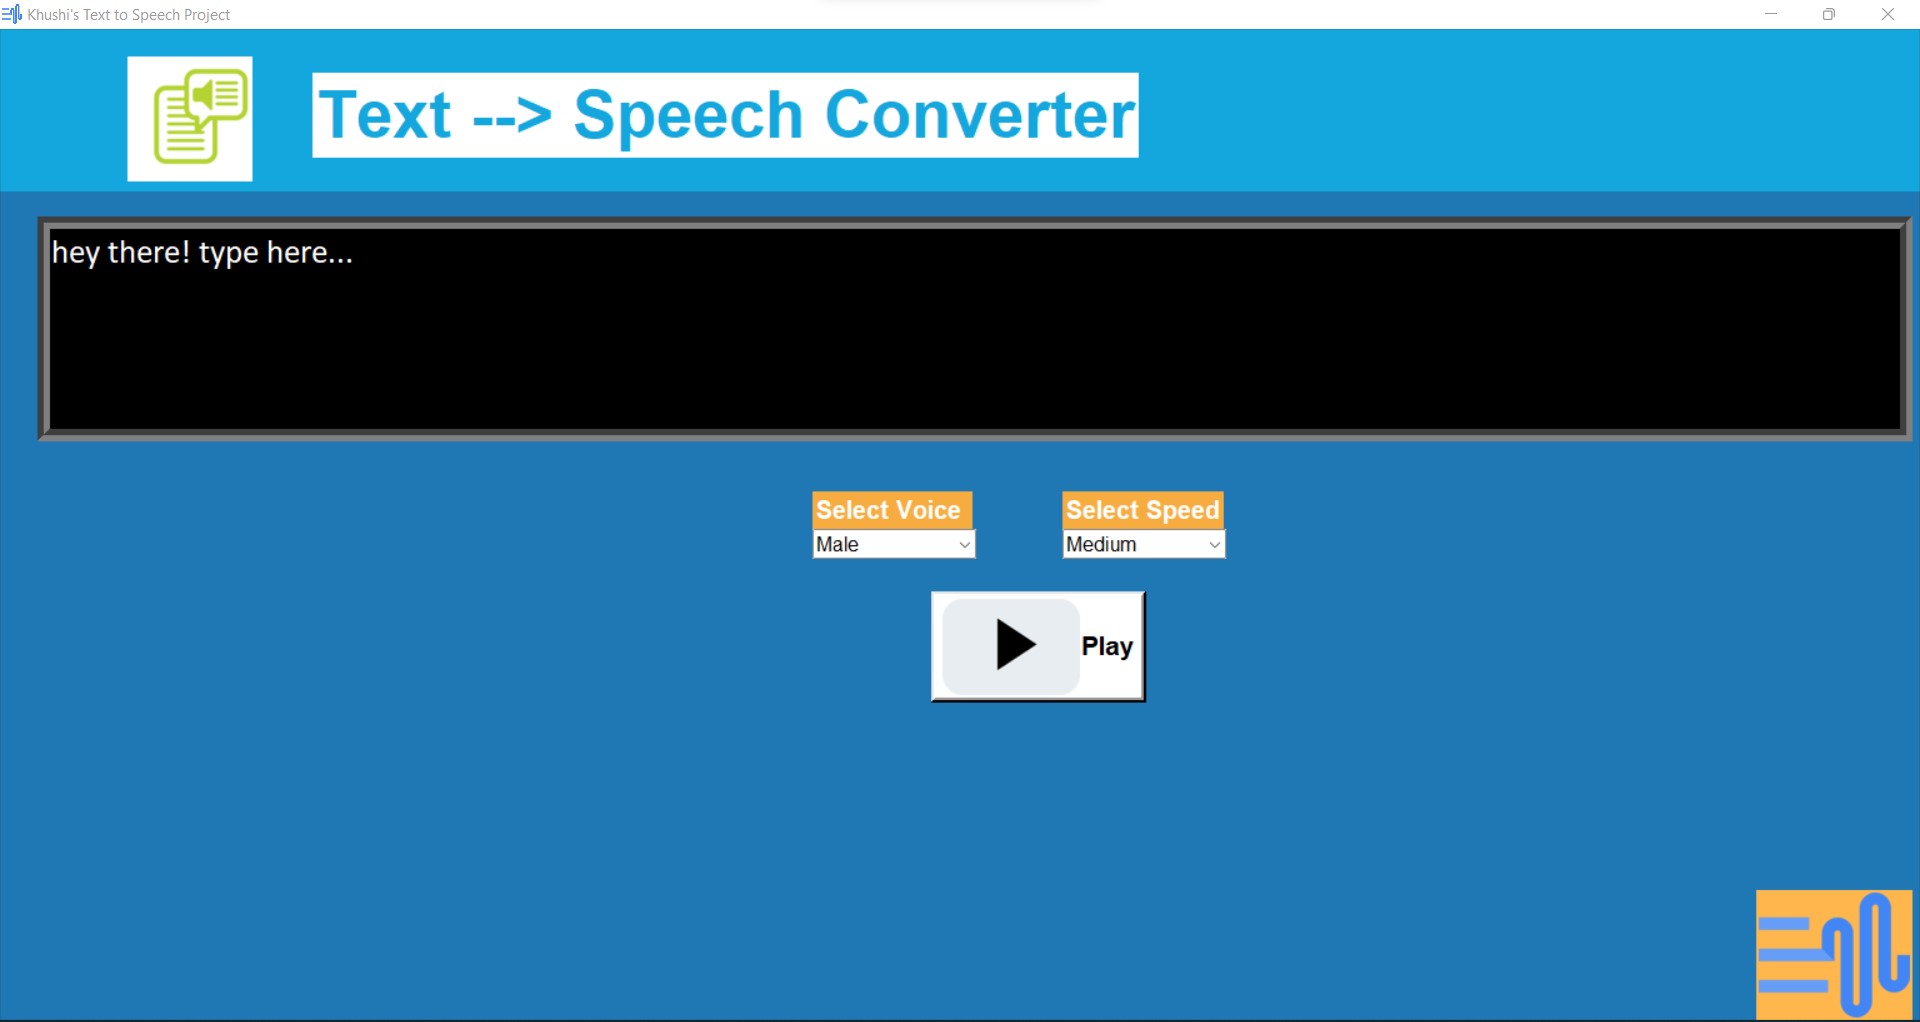 Khushi's Text to Speech Project
Text --> Speech Converter
hey there! type here...
Select Voice
Select Speed
Male
Medium
Play